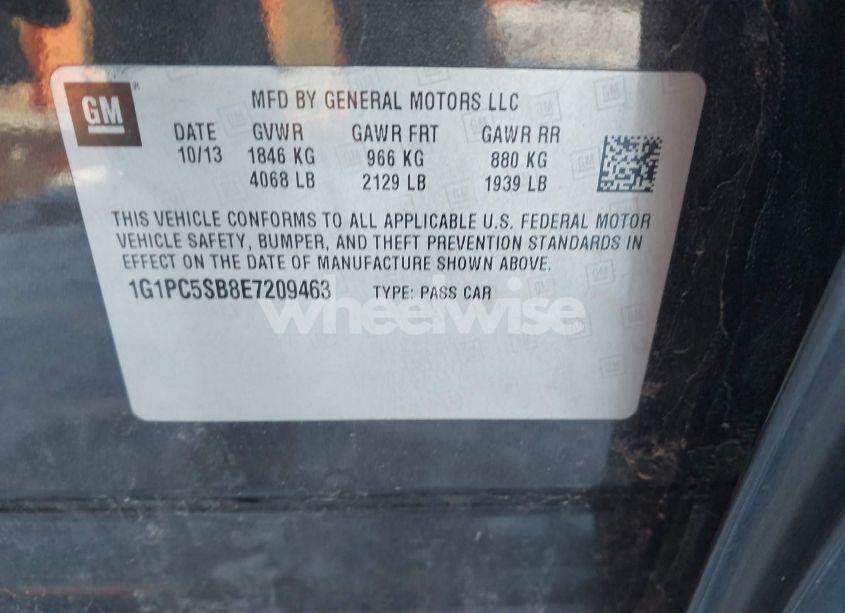 GM
MFD BY GENERAL MOTORS LLC
DATE GVWR GAWR FRT GAWR RR
10/13 1846 KG 966 KG 880 KG
4068 LB 2129 LB 1939 LB
THIS VEHICLE CONFORMS TO ALL APPLICABLE U.S. FEDERAL MOTOR
VEHICLE SAFETY, BUMPER, AND THEFT PREVENTION STANDARDS IN
EFFECT ON THE DATE OF MANUFACTURE SHOWN ABOVE.
1G1PC5SB8E7209463 TYPE: PASS CAR
wheelwise